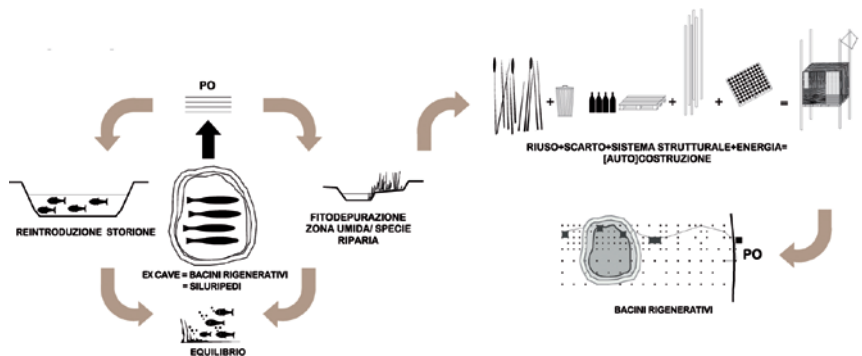 PO
REINTRODUZIONE STORIONE
EX CAVE = BACINI RIGENERATIVI
= SILURIPEDI
FITODEPURAZIONE
ZONA UMIDA/ SPECIE
RIPARIA
EQUILIBRIO
+
+
+
=
RIUSO+SCARTO+SISTEMA STRUTTURALE+ENERGIA=
[AUTO]COSTRUZIONE
PO
BACINI RIGENERATIVI